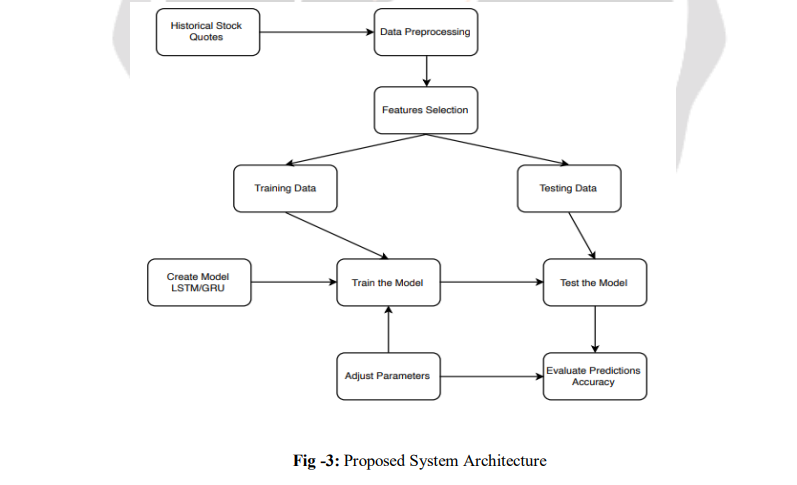 Historical Stock
Quotes
Data Preprocessing
Features Selection
Training Data
Testing Data
Create Model
LSTM/GRU
Train the Model
Test the Model
Adjust Parameters
Evaluate Predictions
Accuracy
Fig -3: Proposed System Architecture